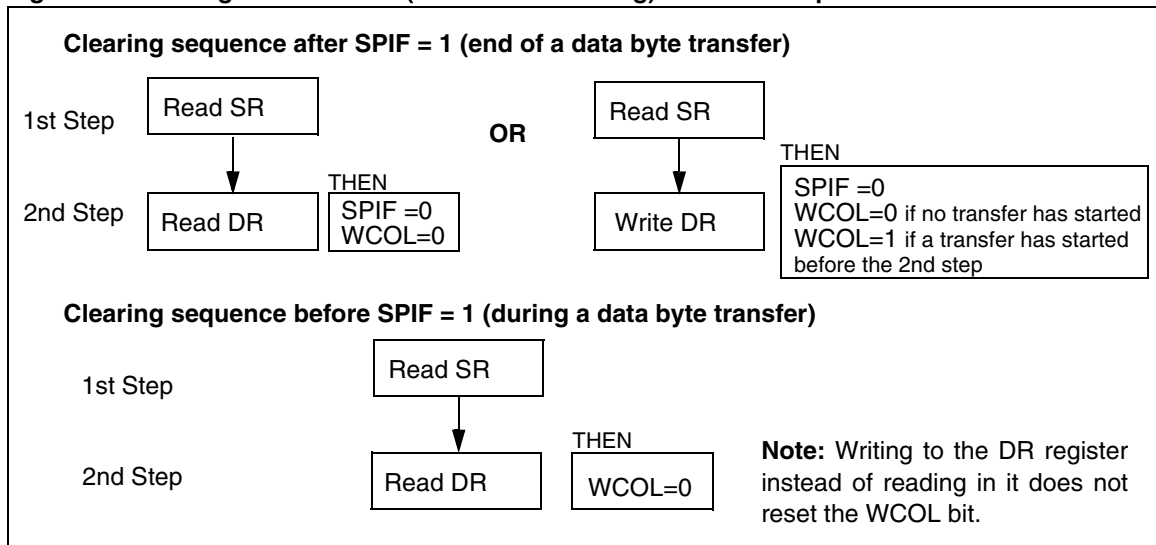 Clearing sequence after SPIF = 1 (end of a data byte transfer)
1st Step
Read SR
OR
Read SR
2nd Step
Read DR
THEN
SPIF =0
WCOL=0
Write DR
THEN
SPIF =0
WCOL=0 if no transfer has started
WCOL=1 if a transfer has started
before the 2nd step
Clearing sequence before SPIF = 1 (during a data byte transfer)
1st Step
Read SR
2nd Step
Read DR
THEN
WCOL=0
Note: Writing to the DR register
instead of reading in it does not
reset the WCOL bit.